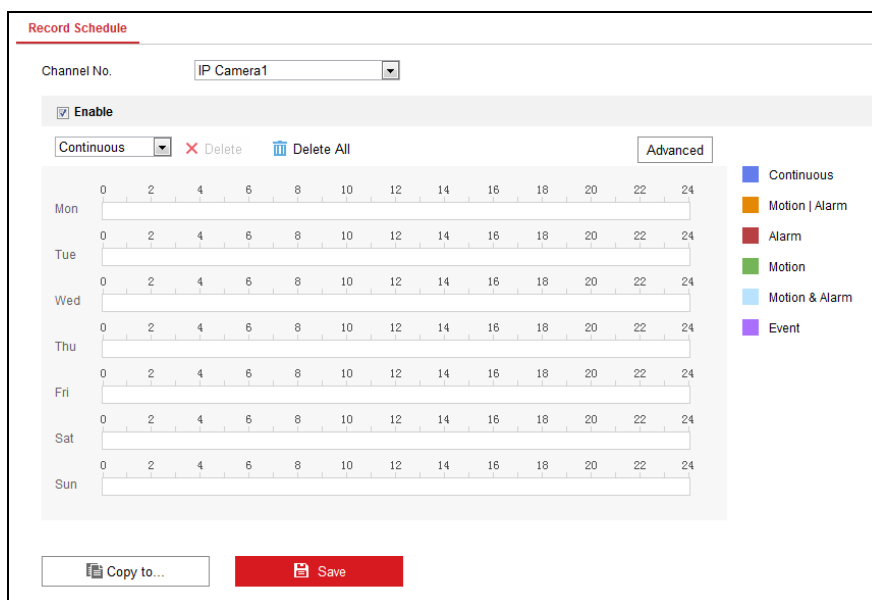 Record Schedule
Channel No. IP Camera1
Enable
Continuous Delete Delete All Advanced
0 2 4 6 8 10 12 14 16 18 20 22 24
Mon
0 2 4 6 8 10 12 14 16 18 20 22 24
Tue
0 2 4 6 8 10 12 14 16 18 20 22 24
Wed
0 2 4 6 8 10 12 14 16 18 20 22 24
Thu
0 2 4 6 8 10 12 14 16 18 20 22 24
Fri
0 2 4 6 8 10 12 14 16 18 20 22 24
Sat
0 2 4 6 8 10 12 14 16 18 20 22 24
Sun
Continuous
Motion | Alarm
Alarm
Motion
Motion & Alarm
Event
Copy to... Save